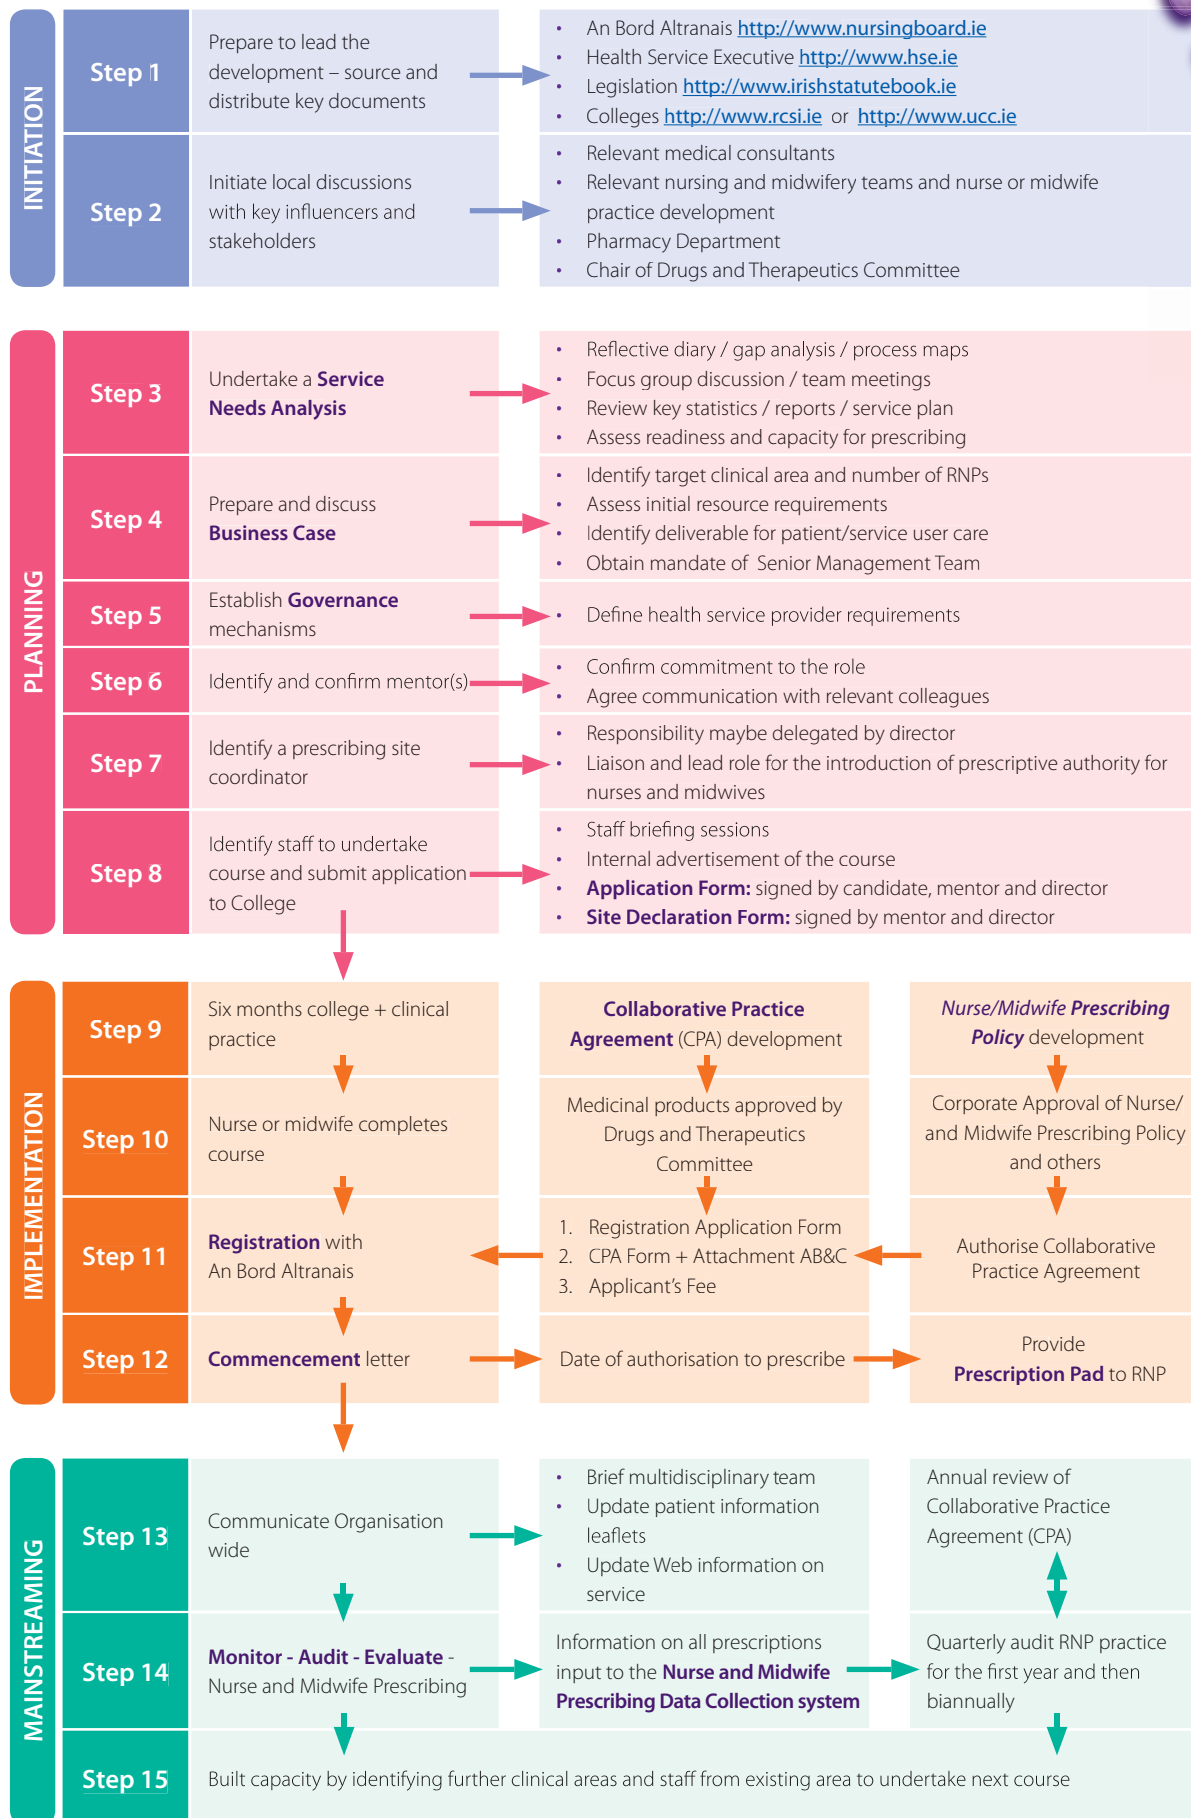 INITIATION
Step 1
Prepare to lead the
development – source and
distribute key documents
• An Bord Altranais http://www.nursingboard.ie
• Health Service Executive http://www.hse.ie
• Legislation http://www.irishstatutebook.ie
• Colleges http://www.rcsi.ie or http://www.ucc.ie
Step 2
Initiate local discussions
with key influencers and
stakeholders
• Relevant medical consultants
• Relevant nursing and midwifery teams and nurse or midwife
practice development
• Pharmacy Department
• Chair of Drugs and Therapeutics Committee
PLANNING
Step 3
Undertake a Service
Needs Analysis
• Reflective diary / gap analysis / process maps
• Focus group discussion / team meetings
• Review key statistics / reports / service plan
• Assess readiness and capacity for prescribing
Step 4
Prepare and discuss
Business Case
• Identify target clinical area and number of RNPs
• Assess initial resource requirements
• Identify deliverable for patient/service user care
• Obtain mandate of Senior Management Team
Step 5
Establish Governance
mechanisms
• Define health service provider requirements
Step 6
Identify and confirm mentor(s)
• Confirm commitment to the role
• Agree communication with relevant colleagues
Step 7
Identify a prescribing site
coordinator
• Responsibility maybe delegated by director
• Liaison and lead role for the introduction of prescriptive authority for
nurses and midwives
Step 8
Identify staff to undertake
course and submit application
to College
• Staff briefing sessions
• Internal advertisement of the course
• Application Form: signed by candidate, mentor and director
• Site Declaration Form: signed by mentor and director
IMPLEMENTATION
Step 9
Six months college + clinical
practice
Collaborative Practice
Agreement (CPA) development
Nurse/Midwife Prescribing
Policy development
Step 10
Nurse or midwife completes
course
Medicinal products approved by
Drugs and Therapeutics
Committee
Corporate Approval of Nurse/
and Midwife Prescribing Policy
and others
Step 11
Registration with
An Bord Altranais
1. Registration Application Form
2. CPA Form + Attachment AB&C
3. Applicant's Fee
Authorise Collaborative
Practice Agreement
Step 12
Commencement letter
Date of authorisation to prescribe
Provide
Prescription Pad to RNP
MAINSTREAMING
Step 13
Communicate Organisation
wide
• Brief multidisciplinary team
• Update patient information
leaflets
• Update Web information on
service
Annual review of
Collaborative Practice
Agreement (CPA)
Step 14
Monitor - Audit - Evaluate -
Nurse and Midwife Prescribing
Information on all prescriptions
input to the Nurse and Midwife
Prescribing Data Collection system
Quarterly audit RNP practice
for the first year and then
biannually
Step 15
Built capacity by identifying further clinical areas and staff from existing area to undertake next course